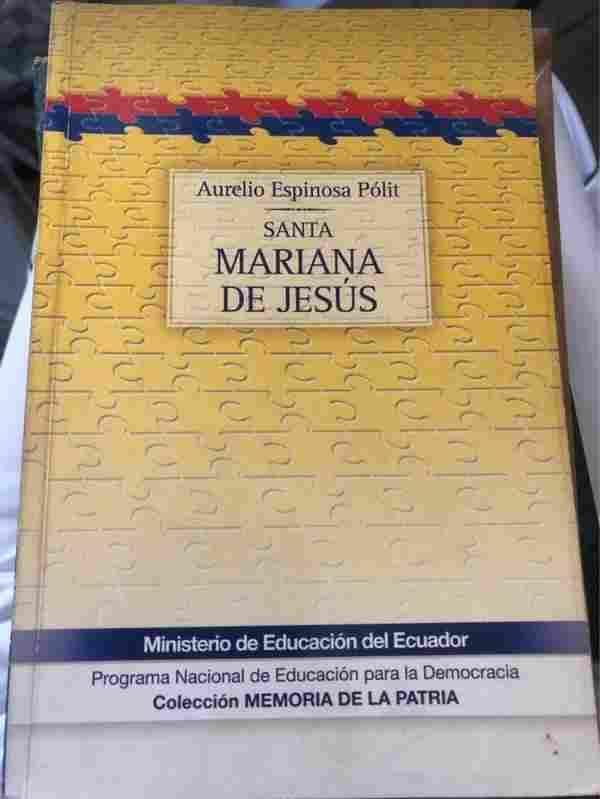 Aurelio Espinosa Pólit
SANTA
MARIANA
DE JESÚS
Ministerio de Educación del Ecuador
Programa Nacional de Educación para la Democracia
Colección MEMORIA DE LA PATRIA